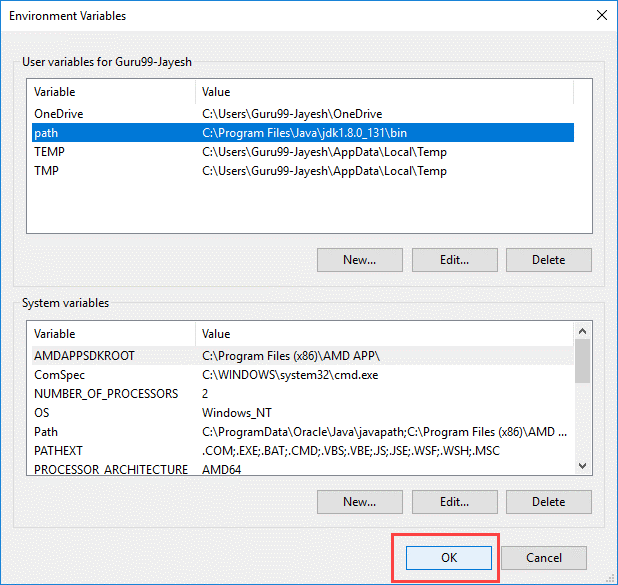 Environment Variables
User variables for Guru99-Jayesh
Variable Value
OneDrive C:\Users\Guru99-Jayesh\OneDrive
path C:\Program Files\Java\jdk1.8.0_131\bin
TEMP C:\Users\Guru99-Jayesh\AppData\Local\Temp
TMP C:\Users\Guru99-Jayesh\AppData\Local\Temp
New... Edit... Delete
System variables
Variable Value
AMDAPPSDKROOT C:\Program Files (x86)\AMD APP\
ComSpec C:\WINDOWS\system32\cmd.exe
NUMBER_OF_PROCESSORS 2
OS Windows_NT
Path C:\ProgramData\Oracle\Java\javapath;C:\Program Files (x86)\AMD ...
PATHEXT .COM;.EXE;.BAT;.CMD;.VBS;.VBE;.JS;.JSE;.WSF;.WSH;.MSC
PROCESSOR_ARCHITECTURE AMD64
New... Edit... Delete
OK Cancel